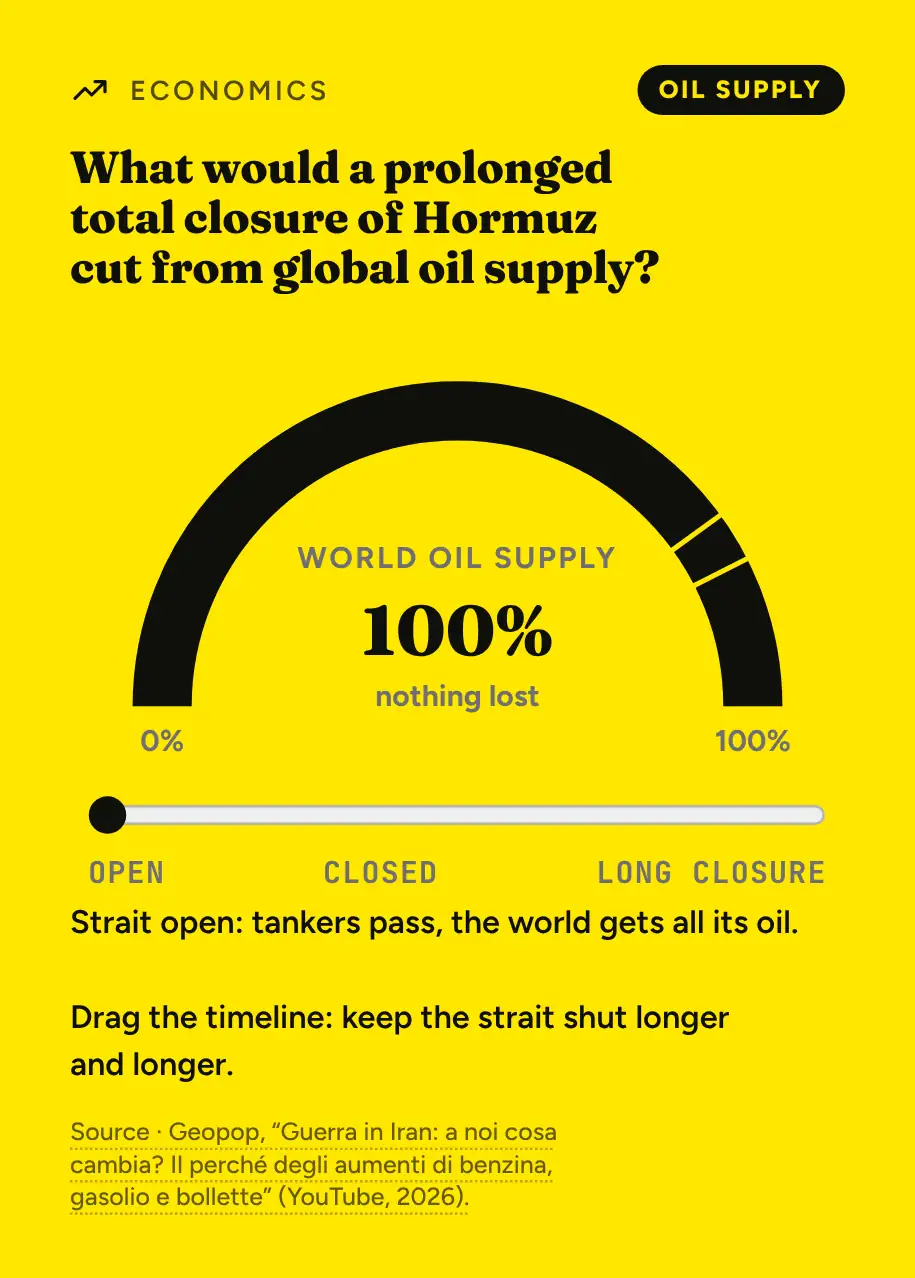 ECONOMICS
OIL SUPPLY
What would a prolonged
total closure of Hormuz
cut from global oil supply?
WORLD OIL SUPPLY
100%
nothing lost
0%
100%
OPEN
CLOSED
LONG CLOSURE
Strait open: tankers pass, the world gets all its oil.
Drag the timeline: keep the strait shut longer
and longer.
Source · Geopop, “Guerra in Iran: a noi cosa
cambia? Il perché degli aumenti di benzina,
gasolio e bollette” (YouTube, 2026).